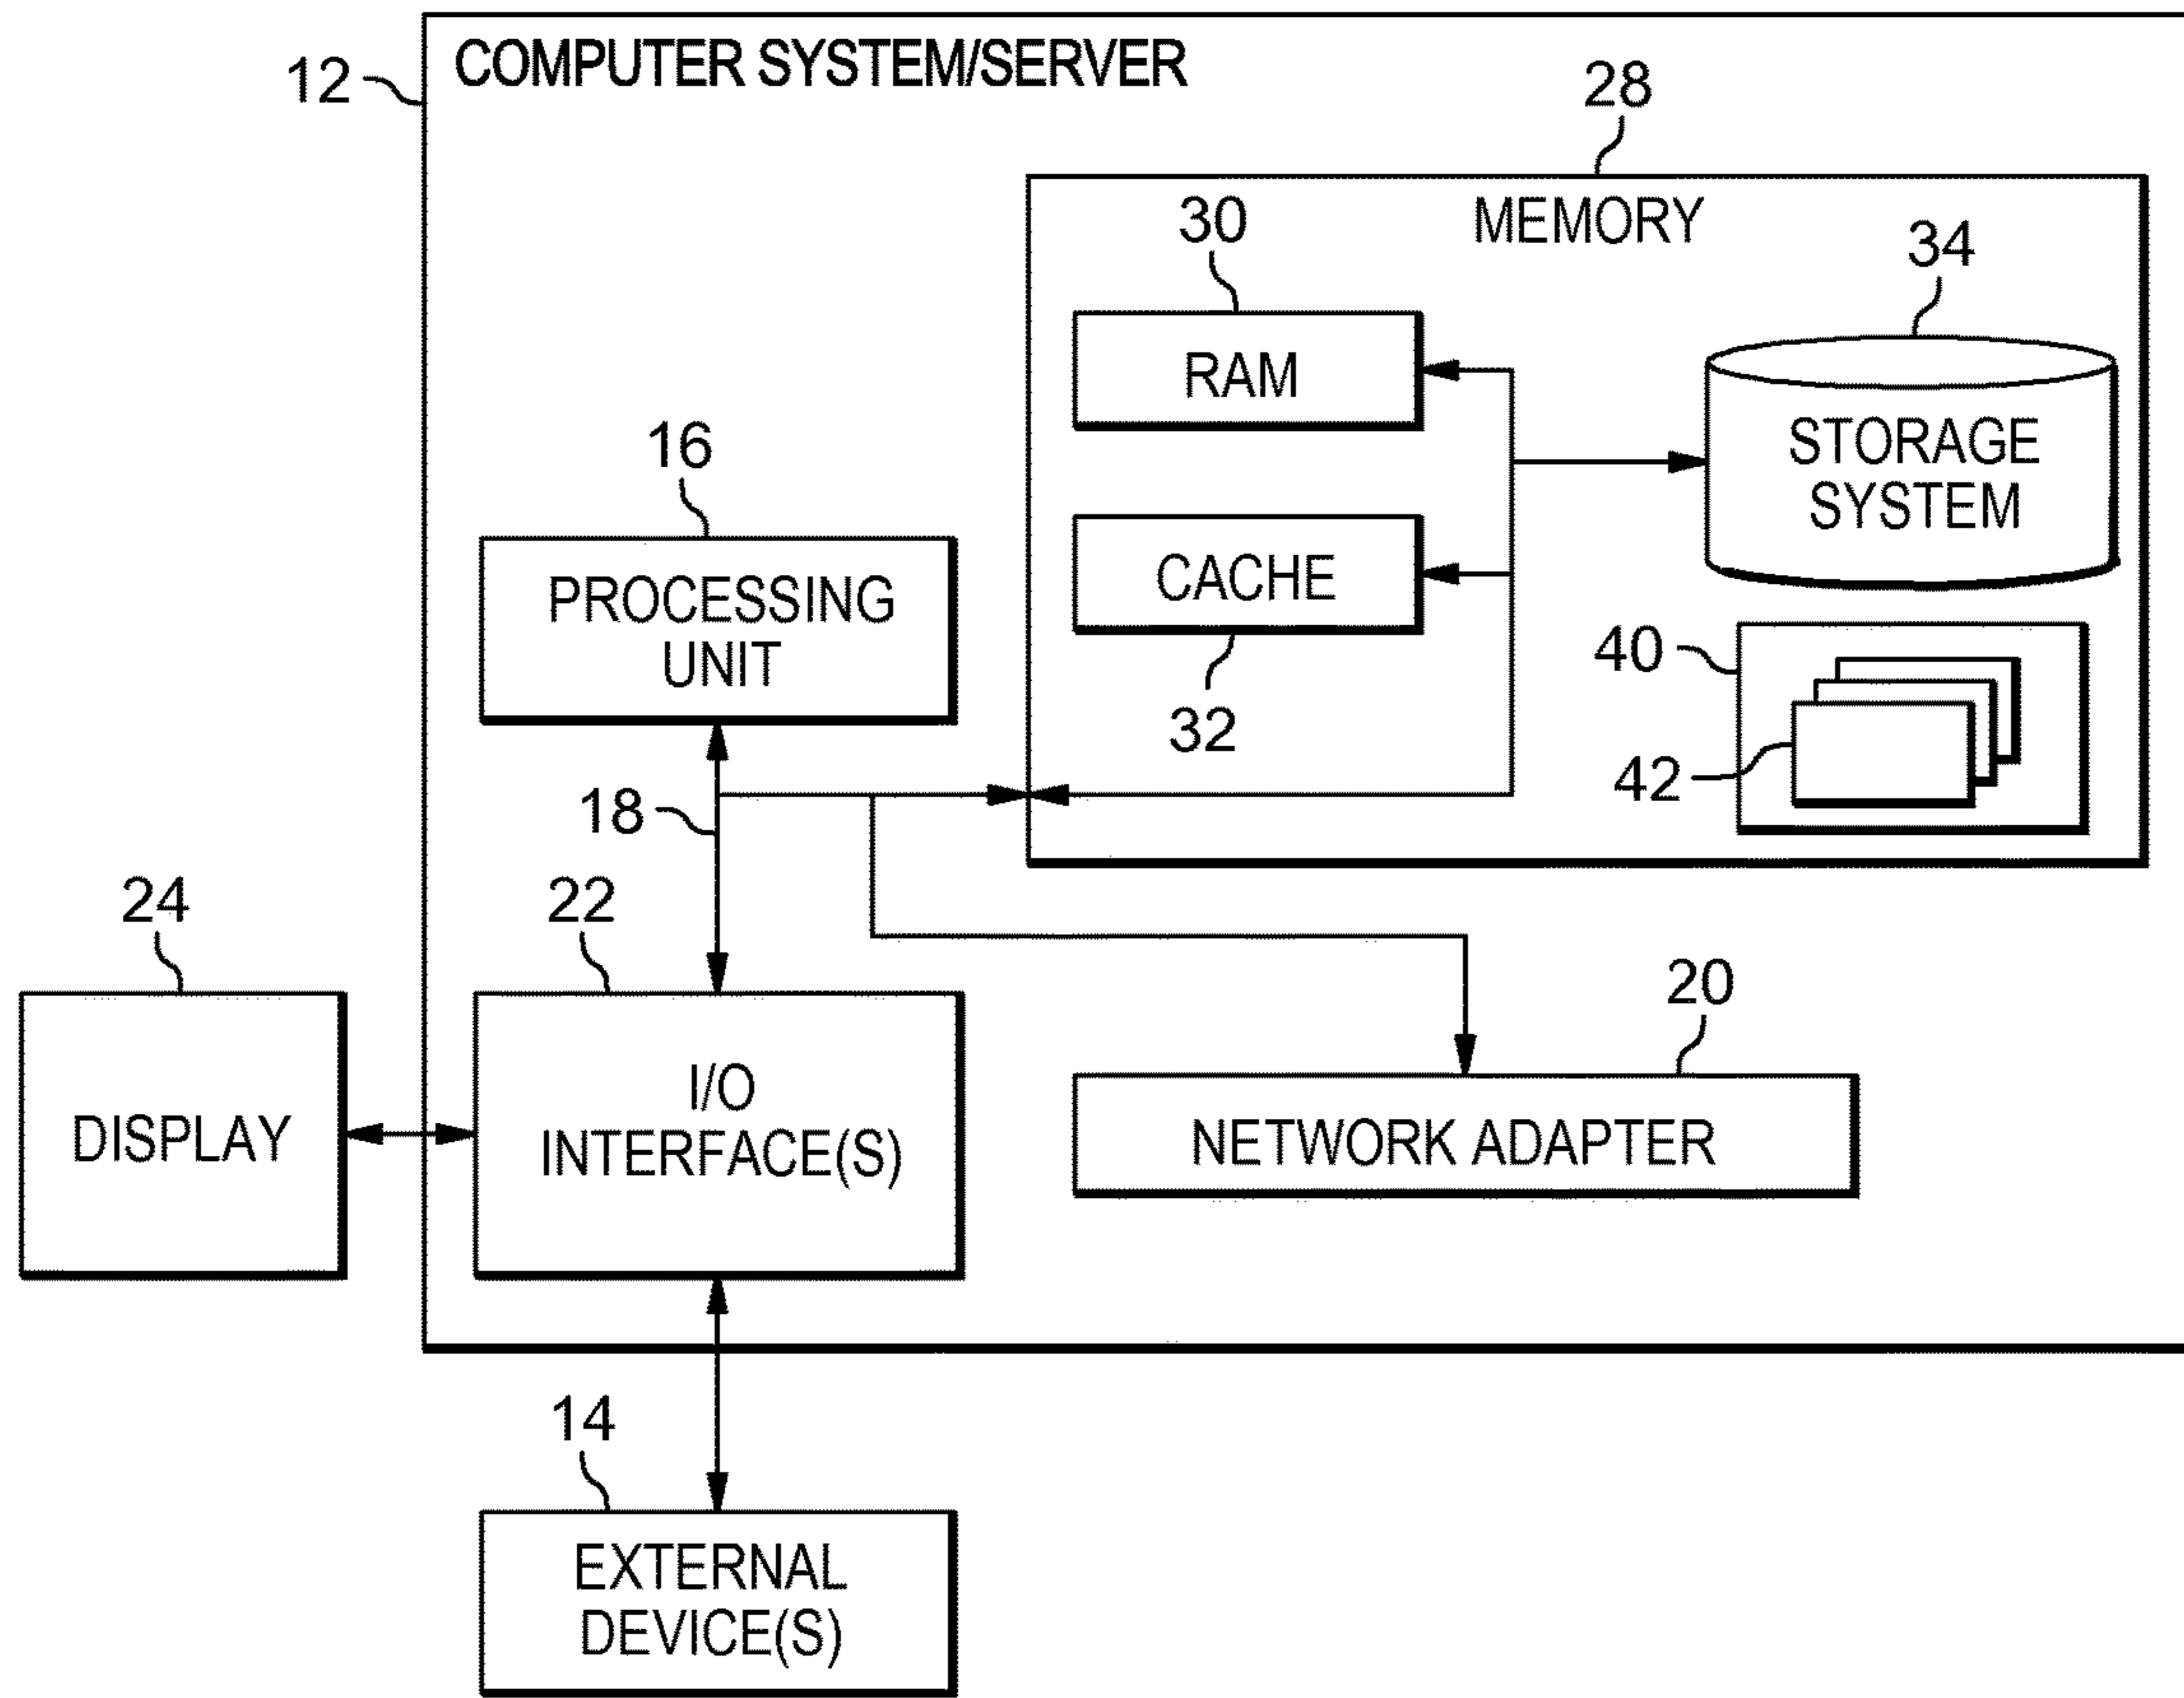 12
COMPUTER SYSTEM/SERVER
28
MEMORY
30
34
RAM
STORAGE
SYSTEM
16
PROCESSING
UNIT
CACHE
32
40
42
18
24
22
20
DISPLAY
I/O
INTERFACE(S)
NETWORK ADAPTER
14
EXTERNAL
DEVICE(S)